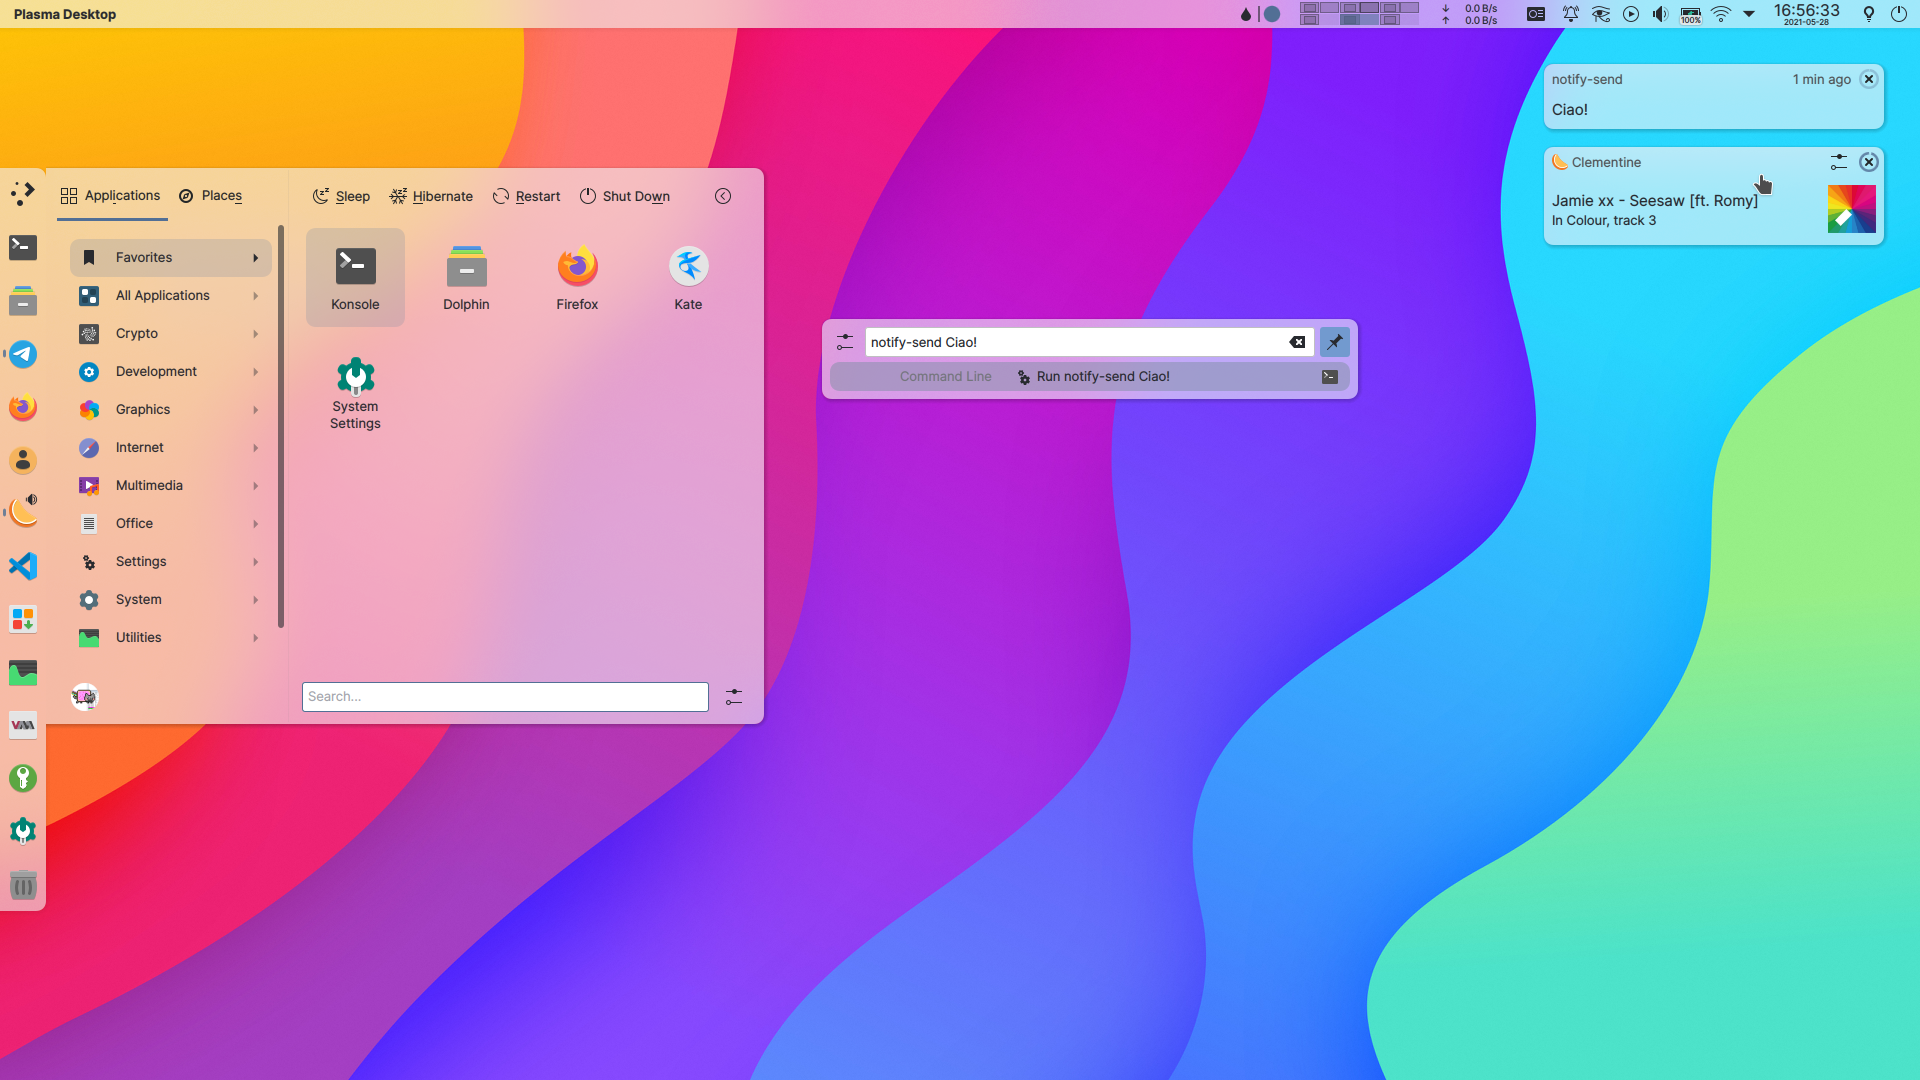 Plasma Desktop
0.0 B/s
0.0 B/s
100%
16:56:33
2021-05-28
notify-send 1 min ago
Ciao!
Clementine
Jamie xx - Seesaw [ft. Romy]
In Colour, track 3
Applications Places Sleep Hibernate Restart Shut Down
Favorites
All Applications
Crypto
Development
Graphics
Internet
Multimedia
Office
Settings
System
Utilities
Konsole Dolphin Firefox Kate
System
Settings
Search...
notify-send Ciao!
Command Line Run notify-send Ciao!